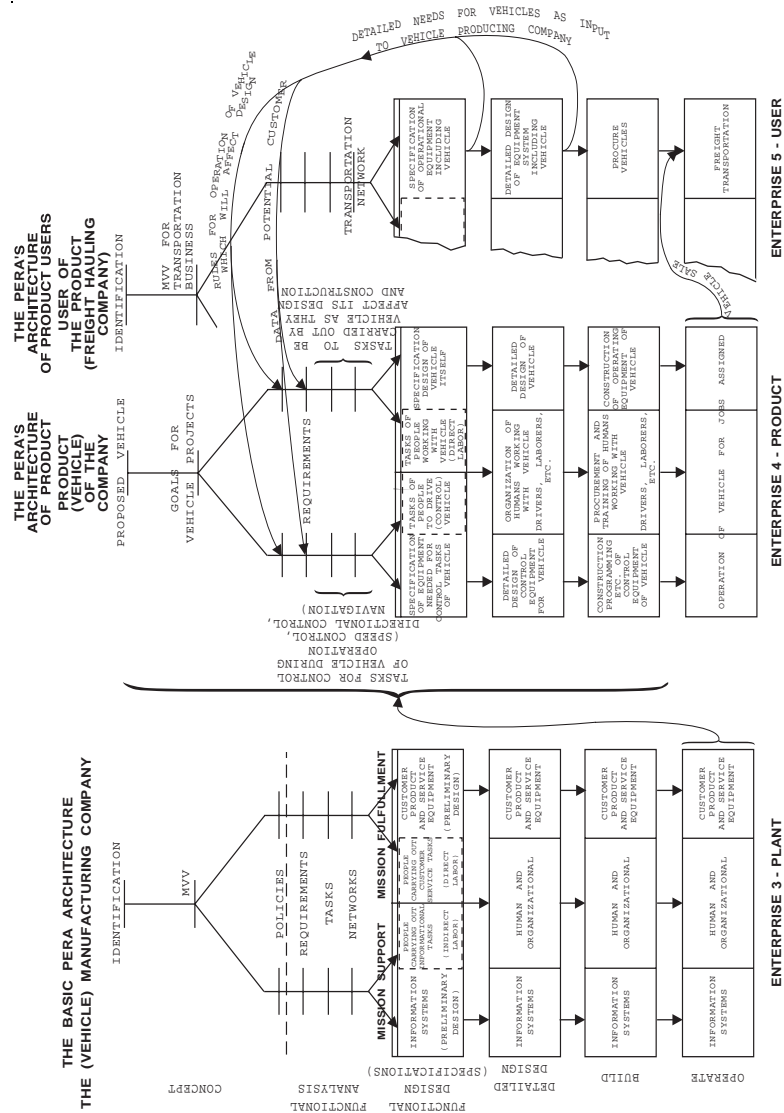 THE BASIC PERA ARCHITECTURE
THE (VEHICLE) MANUFACTURING COMPANY
IDENTIFICATION
MVV
POLICIES
REQUIREMENTS
TASKS
NETWORKS
CONCEPT
FUNCTIONAL
ANALYSIS
FUNCTIONAL
DESIGN
(SPECIFICATIONS)
DETAILED
DESIGN
BUILD
OPERATE
MISSION SUPPORT
MISSION FULFULLMENT
INFORMATION
SYSTEMS
(PRELIMINARY
DESIGN)
PEOPLE
CARRYING OUT
INFORMATIONAL
TASKS
(INDIRECT
LABOR)
PEOPLE
CARRYING OUT
CUSTOMER
SERVICE TASKS
(DIRECT
LABOR)
CUSTOMER
PRODUCT
AND SERVICE
EQUIPMENT
(PRELIMINARY
DESIGN)
INFORMATION
SYSTEMS
HUMAN AND
ORGANIZATIONAL
CUSTOMER
PRODUCT
AND SERVICE
EQUIPMENT
INFORMATION
SYSTEMS
HUMAN AND
ORGANIZATIONAL
CUSTOMER
PRODUCT
AND SERVICE
EQUIPMENT
INFORMATION
SYSTEMS
HUMAN AND
ORGANIZATIONAL
CUSTOMER
PRODUCT
AND SERVICE
EQUIPMENT
ENTERPRISE 3 - PLANT
THE PERA'S
ARCHITECTURE
OF PRODUCT
PRODUCT
(VEHICLE)
OF THE
COMPANY
PROPOSED VEHICLE
GOALS FOR
VEHICLE PROJECTS
REQUIREMENTS
TASKS FOR CONTROL
OF VEHICLE DURING
OPERATION
(SPEED CONTROL,
DIRECTIONAL CONTROL,
NAVIGATION)
TASKS TO BE
CARRIED OUT BY
VEHICLE AS THEY
AFFECT ITS DESIGN
AND CONSTRUCTION
SPECIFICATION
OF EQUIPMENT
NEEDED FOR
CONTROL TASKS
OF VEHICLE
TASKS OF
PEOPLE
TO DRIVE
(CONTROL)
VEHICLE
TASKS OF
PEOPLE
WORKING
WITH
VEHICLE
(DIRECT
LABOR)
SPECIFICATION
DESIGN OF
VEHICLE
ITSELF
DETAILED
DESIGN OF
CONTROL
EQUIPMENT
FOR VEHICLE
ORGANIZATION OF
HUMANS WORKING
WITH VEHICLE
DRIVERS, LABORERS,
ETC.
DETAILED
DESIGN OF
VEHICLE
CONSTRUCTION
PROGRAMMING
ETC. OF
CONTROL
EQUIPMENT
OF VEHICLE
PROCUREMENT AND
TRAINING OF HUMANS
WORKING WITH
VEHICLE
DRIVERS, LABORERS,
ETC.
CONSTRUCTION
OF OPERATING
EQUIPMENT OF
VEHICLE
OPERATION OF VEHICLE FOR JOBS ASSIGNED
ENTERPRISE 4 - PRODUCT
THE PERA'S
ARCHITECTURE
OF PRODUCT USERS
USER OF
THE PRODUCT
(FREIGHT HAULING
COMPANY)
IDENTIFICATION
MVV FOR
TRANSPORTATION
BUSINESS
RULES FOR OPERATION OF VEHICLE
WHICH WILL AFFECT DESIGN
DATA FROM POTENTIAL CUSTOMER
TRANSPORTATION
NETWORK
DETAILED NEEDS FOR VEHICLES AS INPUT
TO VEHICLE PRODUCING COMPANY
SPECIFICATION
OF OPERATIONAL
EQUIPMENT
INCLUDING
VEHICLE
DETAILED DESIGN
OF EQUIPMENT
SYSTEM
INCLUDING
VEHICLE
PROCURE
VEHICLES
FREIGHT
TRANSPORTATION
VEHICLE SALE
ENTERPRISE 5 - USER